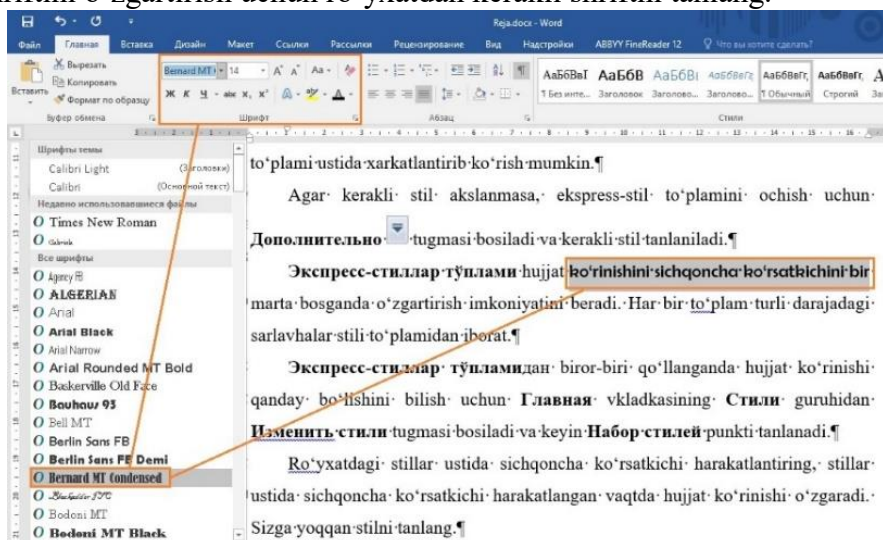 Reja.docx - Word
Файл Главная Вставка Дизайн Макет Ссылки Рассылки Рецензирование Вид Надстройки ABBYY FineReader 12 Что вы хотите сделать?
Вырезать
Копировать
Формат по образцу
Вставить
Bernard MT 14
Ж К Ч abc x, x²
АаБбВвГ АаБбВ АаБбВг АаБбВвГг АаБбВвГг, АаБбВвГг,
¶ Без инте... Заголовок Заголово... Заголово... ¶ Обычный Строгий
Буфер обмена Шрифт Абзац Стили
Шрифты темы
Calibri Light (Заголовки)
Calibri (Основной текст)
Недавно использовавшиеся файлы
Times New Roman
Gabriola
Все шрифты
Agency FB
ALGERIAN
Arial
Arial Black
Arial Narrow
Arial Rounded MT Bold
Baskerville Old Face
Bauhaus 93
Bell MT
Berlin Sans FB
Berlin Sans FB Demi
Bernard MT Condensed
Blackadder ITC
Bodoni MT
Bodoni MT Black
to‘plami ustida xarkatlantirib ko‘rish mumkin.¶
Agar kerakli stil akslanmasa, ekspress-stil to‘plamini ochish uchun
Дополнительно tugmasi bosiladi va kerakli stil tanlaniladi.¶
Экспресс-стиллар тўплами hujjat ko‘rinishini sichqoncha ko‘rsatkichini bir
marta bosganda o‘zgartirish imkoniyatini beradi. Har bir to‘plam turli darajadagi
sarlavhalar stili to‘plamidan iborat.¶
Экспресс-стиллар тўпламидан biror-biri qo‘llanganda hujjat ko‘rinishi
qanday bo‘lishini bilish uchun Главная vkladkasining Стили guruhidan
Изменить стили tugmasi bosiladi va keyin Набор стилей punkti tanlanadi.¶
Ro‘yxatdagi stillar ustida sichqoncha ko‘rsatkichi harakatlantiring, stillar
ustida sichqoncha ko‘rsatkichi harakatlangan vaqtda hujjat ko‘rinishi o‘zgaradi.
Sizga yoqqan stilni tanlang.¶